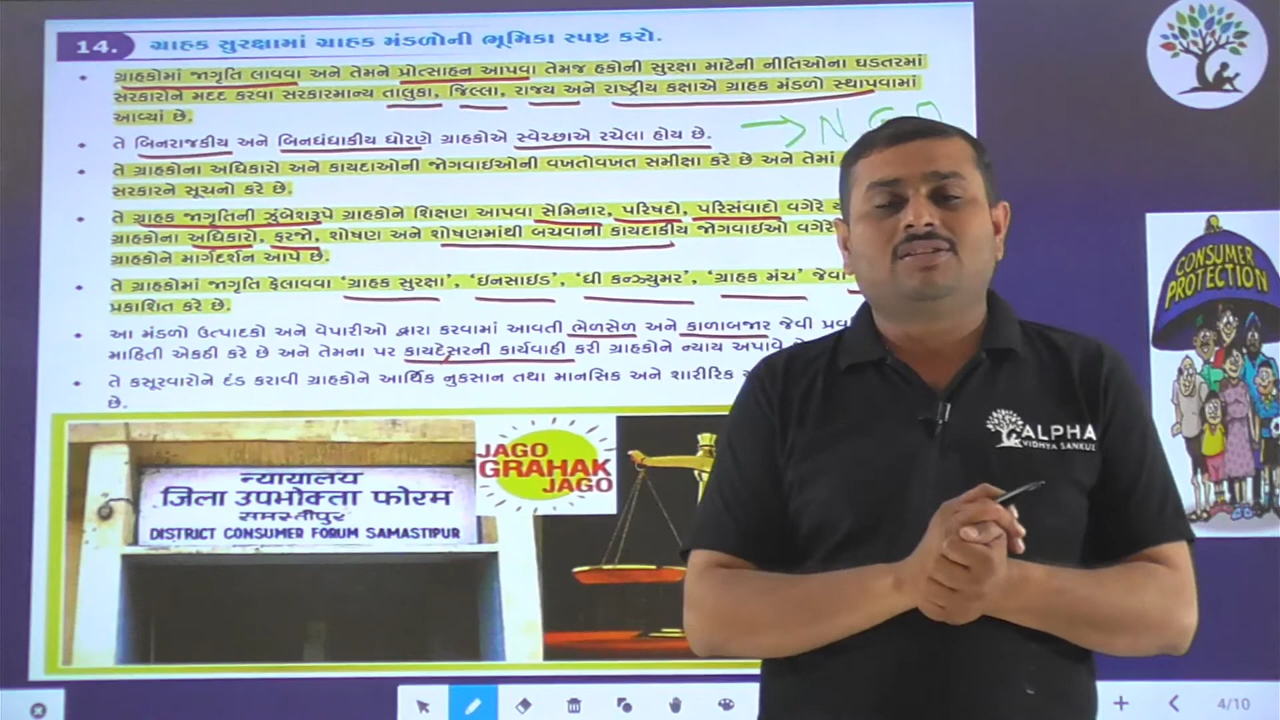 14. ગ્રાહક સુરક્ષામાં ગ્રાહક મંડળોની ભૂમિકા સ્પષ્ટ કરો.
• ગ્રાહકોમાં જાગૃતિ લાવવા અને તેમને પ્રોત્સાહન આપવા તેમજ હકોની સુરક્ષા માટેની નીતિઓના ઘડતરમાં
સરકારોને મદદ કરવા સરકારમાન્ય તાલુકા, જિલ્લા, રાજ્ય અને રાષ્ટ્રીય કક્ષાએ ગ્રાહક મંડળો સ્થાપવામાં
આવ્યાં છે.
• તે બિનરાજકીય અને બિનધંધાકીય ધોરણે ગ્રાહકોએ સ્વેચ્છાએ રચેલા હોય છે.
→ NGO
• તે ગ્રાહકોના અધિકારો અને કાયદાઓની જોગવાઈઓની વખતોવખત સમીક્ષા કરે છે અને તેમાં
સરકારને સૂચનો કરે છે.
• તે ગ્રાહક જાગૃતિની ઝુંબેશરૂપે ગ્રાહકોને શિક્ષણ આપવા સેમિનાર, પરિષદો, પરિસંવાદો વગેરે
ગ્રાહકોના અધિકારો, ફરજો, શોષણ અને શોષણમાંથી બચવાની કાયદાકીય જોગવાઈઓ વગેરે
ગ્રાહકોને માર્ગદર્શન આપે છે.
• તે ગ્રાહકોમાં જાગૃતિ ફેલાવવા ‘ગ્રાહક સુરક્ષા’, ‘ઇનસાઇડ’, ‘ધી કન્ઝ્યુમર’, ‘ગ્રાહક મંચ’ જેવા
પ્રકાશિત કરે છે.
• આ મંડળો ઉત્પાદકો અને વેપારીઓ દ્વારા કરવામાં આવતી ભેળસેળ અને કાળાબજાર જેવી
માહિતી એકઠી કરે છે અને તેમના પર કાયદેસરની કાર્યવાહી કરી ગ્રાહકોને ન્યાય અપાવે
• તે કસૂરવારોને દંડ કરાવી ગ્રાહકોને આર્થિક નુકસાન તથા માનસિક અને શારીરિક
છે.
CONSUMER
PROTECTION
न्यायालय
जिला उपभोक्ता फोरम
समस्तीपुर
DISTRICT CONSUMER FORUM SAMASTIPUR
JAGO
GRAHAK
JAGO
ALPHA
VIDHYA SANKUL
4/10